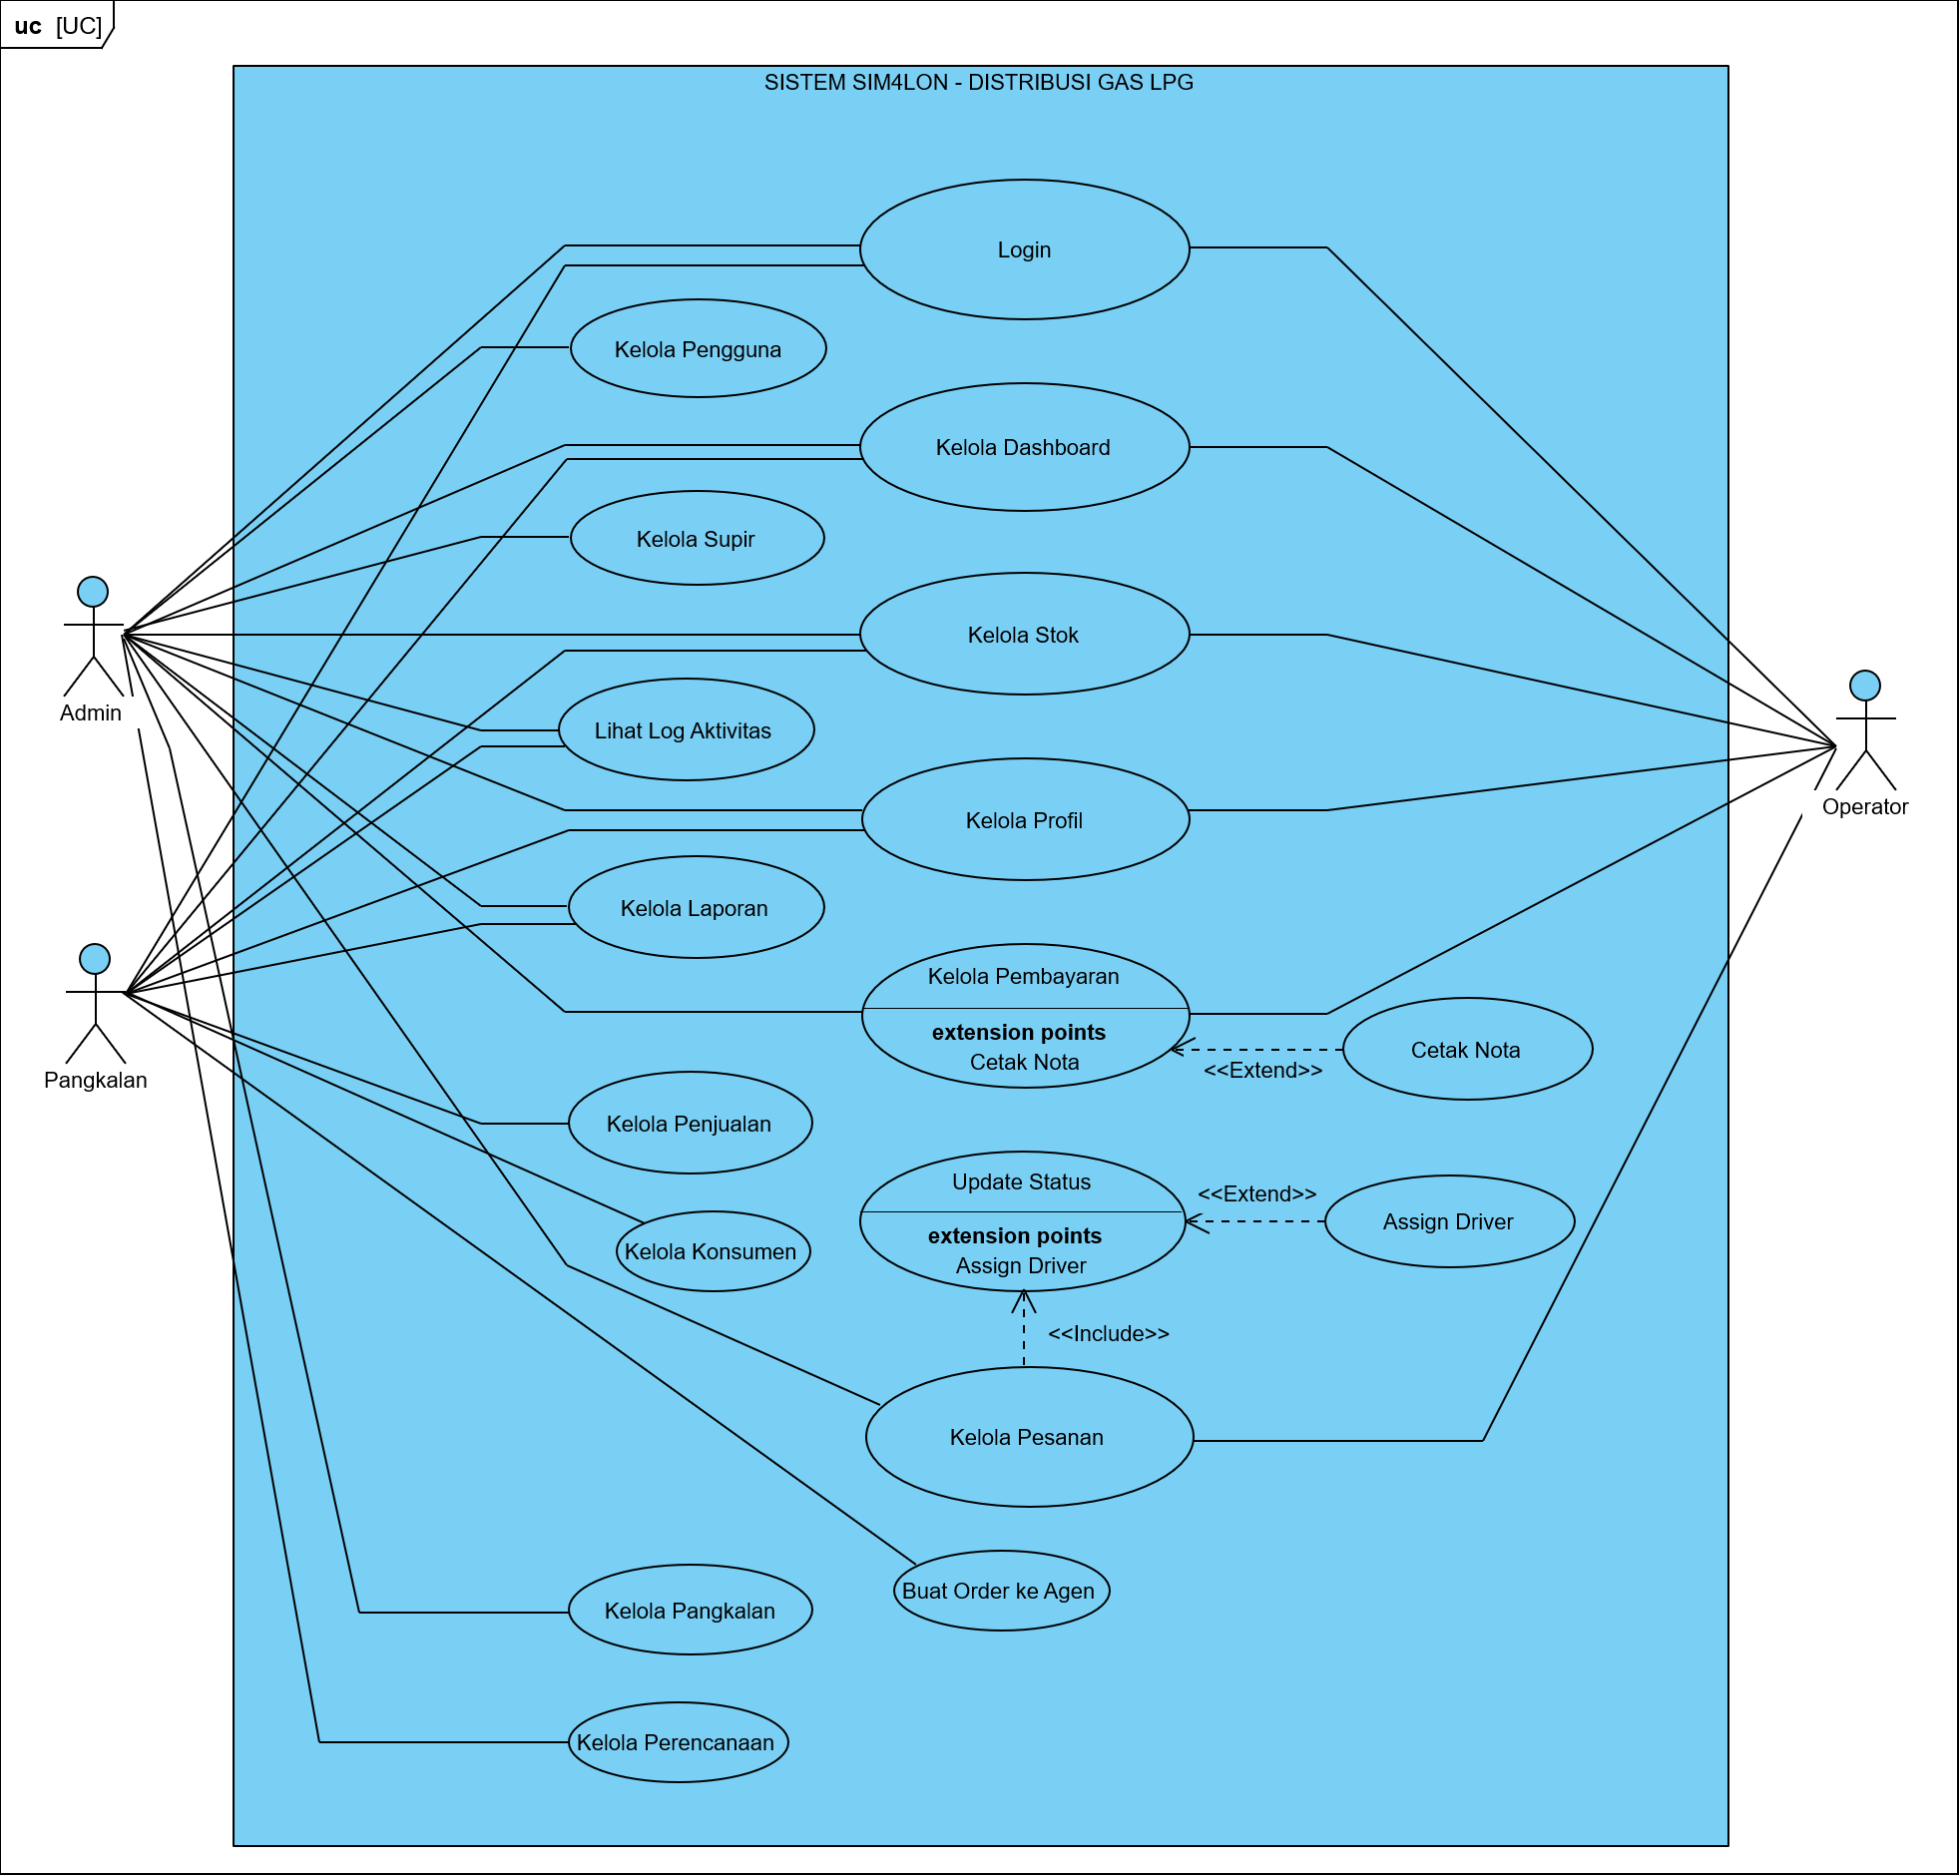 uc [UC]
SISTEM SIM4LON - DISTRIBUSI GAS LPG
Login
Kelola Pengguna
Kelola Dashboard
Kelola Supir
Kelola Stok
Admin
Lihat Log Aktivitas
Operator
Kelola Profil
Kelola Laporan
Kelola Pembayaran
extension points
Cetak Nota
Cetak Nota
<<Extend>>
Pangkalan
Kelola Penjualan
Update Status
extension points
Assign Driver
<<Extend>>
Assign Driver
Kelola Konsumen
<<Include>>
Kelola Pesanan
Buat Order ke Agen
Kelola Pangkalan
Kelola Perencanaan